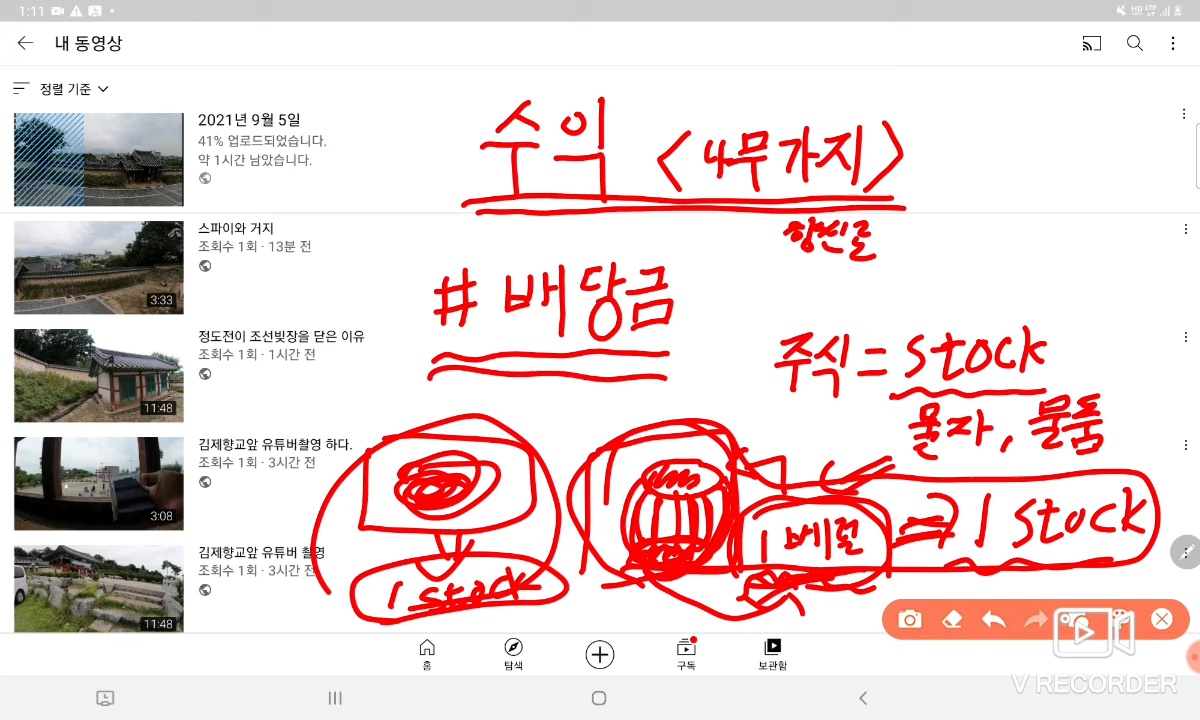 1:11
HD LTE
내 동영상
정렬 기준
2021년 9월 5일
41% 업로드되었습니다.
약 1시간 남았습니다.
수익 <4무가지>
스파이와 거지
조회수 1회 · 13분 전
3:33
# 배당금
정도전이 조선빛장을 닫은 이유
조회수 1회 · 1시간 전
11:48
주식 = stock
물자, 물품
김제향교앞 유튜버촬영 하다.
조회수 1회 · 3시간 전
3:08
1 베럴 => 1 stock
김제향교앞 유튜버 촬영
조회수 1회 · 3시간 전
11:48
1 stock
홈
탐색
구독
보관함
V RECORDER